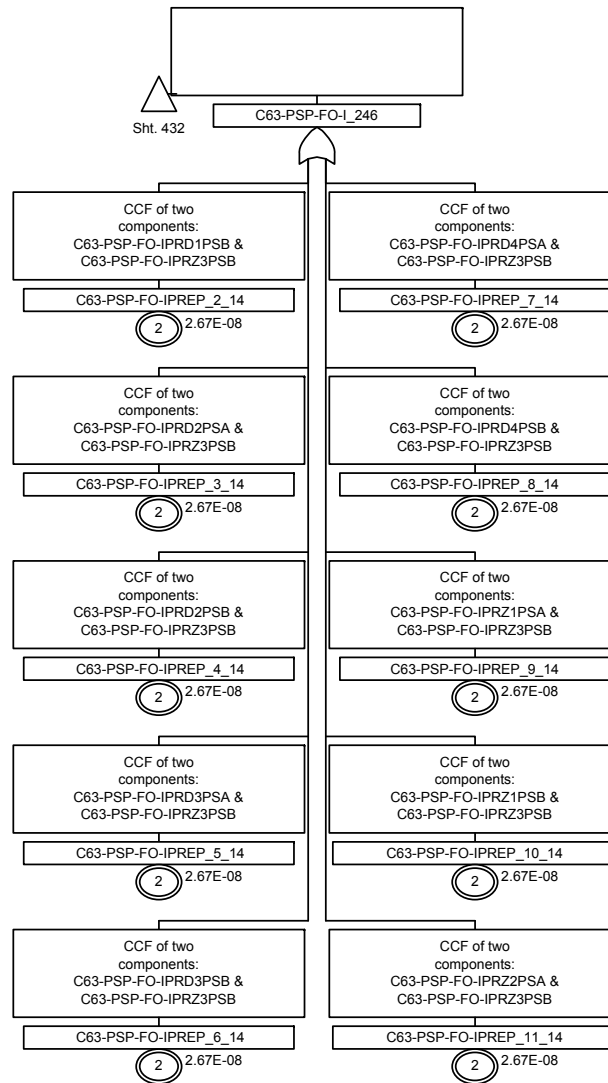 Sht. 432
C63-PSP-FO-I_246
CCF of two
components:
C63-PSP-FO-IPRD1PSB &
C63-PSP-FO-IPRZ3PSB
C63-PSP-FO-IPREP_2_14
2
2.67E-08
CCF of two
components:
C63-PSP-FO-IPRD4PSA &
C63-PSP-FO-IPRZ3PSB
C63-PSP-FO-IPREP_7_14
2
2.67E-08
CCF of two
components:
C63-PSP-FO-IPRD2PSA &
C63-PSP-FO-IPRZ3PSB
C63-PSP-FO-IPREP_3_14
2
2.67E-08
CCF of two
components:
C63-PSP-FO-IPRD4PSB &
C63-PSP-FO-IPRZ3PSB
C63-PSP-FO-IPREP_8_14
2
2.67E-08
CCF of two
components:
C63-PSP-FO-IPRD2PSB &
C63-PSP-FO-IPRZ3PSB
C63-PSP-FO-IPREP_4_14
2
2.67E-08
CCF of two
components:
C63-PSP-FO-IPRZ1PSA &
C63-PSP-FO-IPRZ3PSB
C63-PSP-FO-IPREP_9_14
2
2.67E-08
CCF of two
components:
C63-PSP-FO-IPRD3PSA &
C63-PSP-FO-IPRZ3PSB
C63-PSP-FO-IPREP_5_14
2
2.67E-08
CCF of two
components:
C63-PSP-FO-IPRZ1PSB &
C63-PSP-FO-IPRZ3PSB
C63-PSP-FO-IPREP_10_14
2
2.67E-08
CCF of two
components:
C63-PSP-FO-IPRD3PSB &
C63-PSP-FO-IPRZ3PSB
C63-PSP-FO-IPREP_6_14
2
2.67E-08
CCF of two
components:
C63-PSP-FO-IPRZ2PSA &
C63-PSP-FO-IPRZ3PSB
C63-PSP-FO-IPREP_11_14
2
2.67E-08